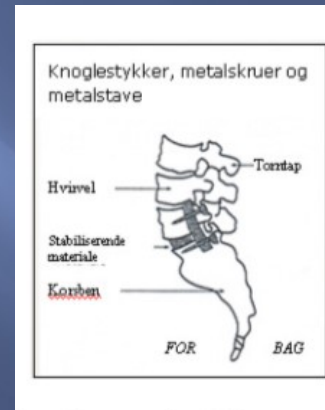 Knoglestykker, metalskruer og
metalstave
Torntap
Hvirvel
Stabiliserende
materiale
Korsben
FOR BAG